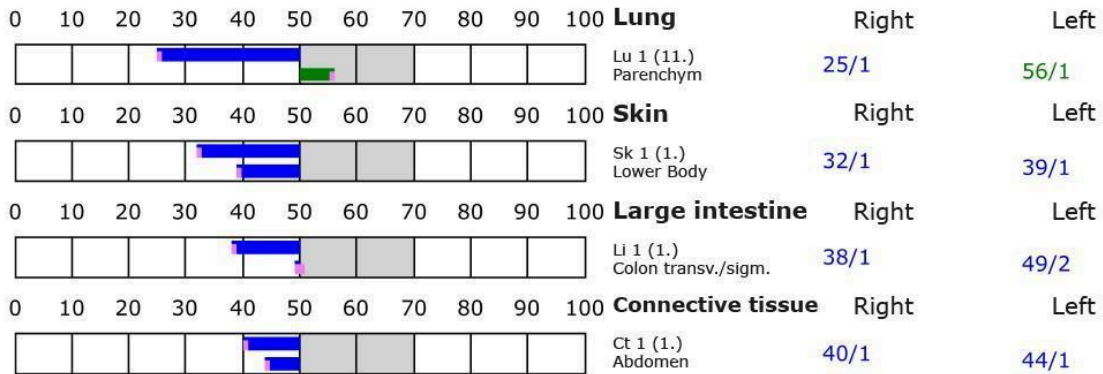 0 10 20 30 40 50 60 70 80 90 100 Lung Right Left
Lu 1 (11.)
Parenchym
25/1 56/1
0 10 20 30 40 50 60 70 80 90 100 Skin Right Left
Sk 1 (1.)
Lower Body
32/1 39/1
0 10 20 30 40 50 60 70 80 90 100 Large intestine Right Left
Li 1 (1.)
Colon transv./sigm.
38/1 49/2
0 10 20 30 40 50 60 70 80 90 100 Connective tissue Right Left
Ct 1 (1.)
Abdomen
40/1 44/1